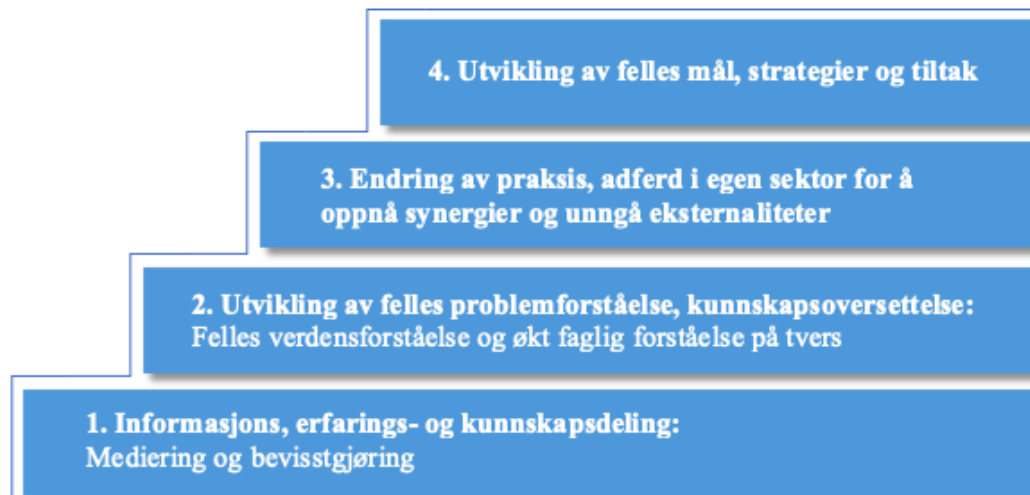 4. Utvikling av felles mål, strategier og tiltak
3. Endring av praksis, adferd i egen sektor for å
oppnå synergier og unngå eksternaliteter
2. Utvikling av felles problemforståelse, kunnskapsoversettelse:
Felles verdensforståelse og økt faglig forståelse på tvers
1. Informasjons, erfarings- og kunnskapsdeling:
Mediering og bevisstgjøring